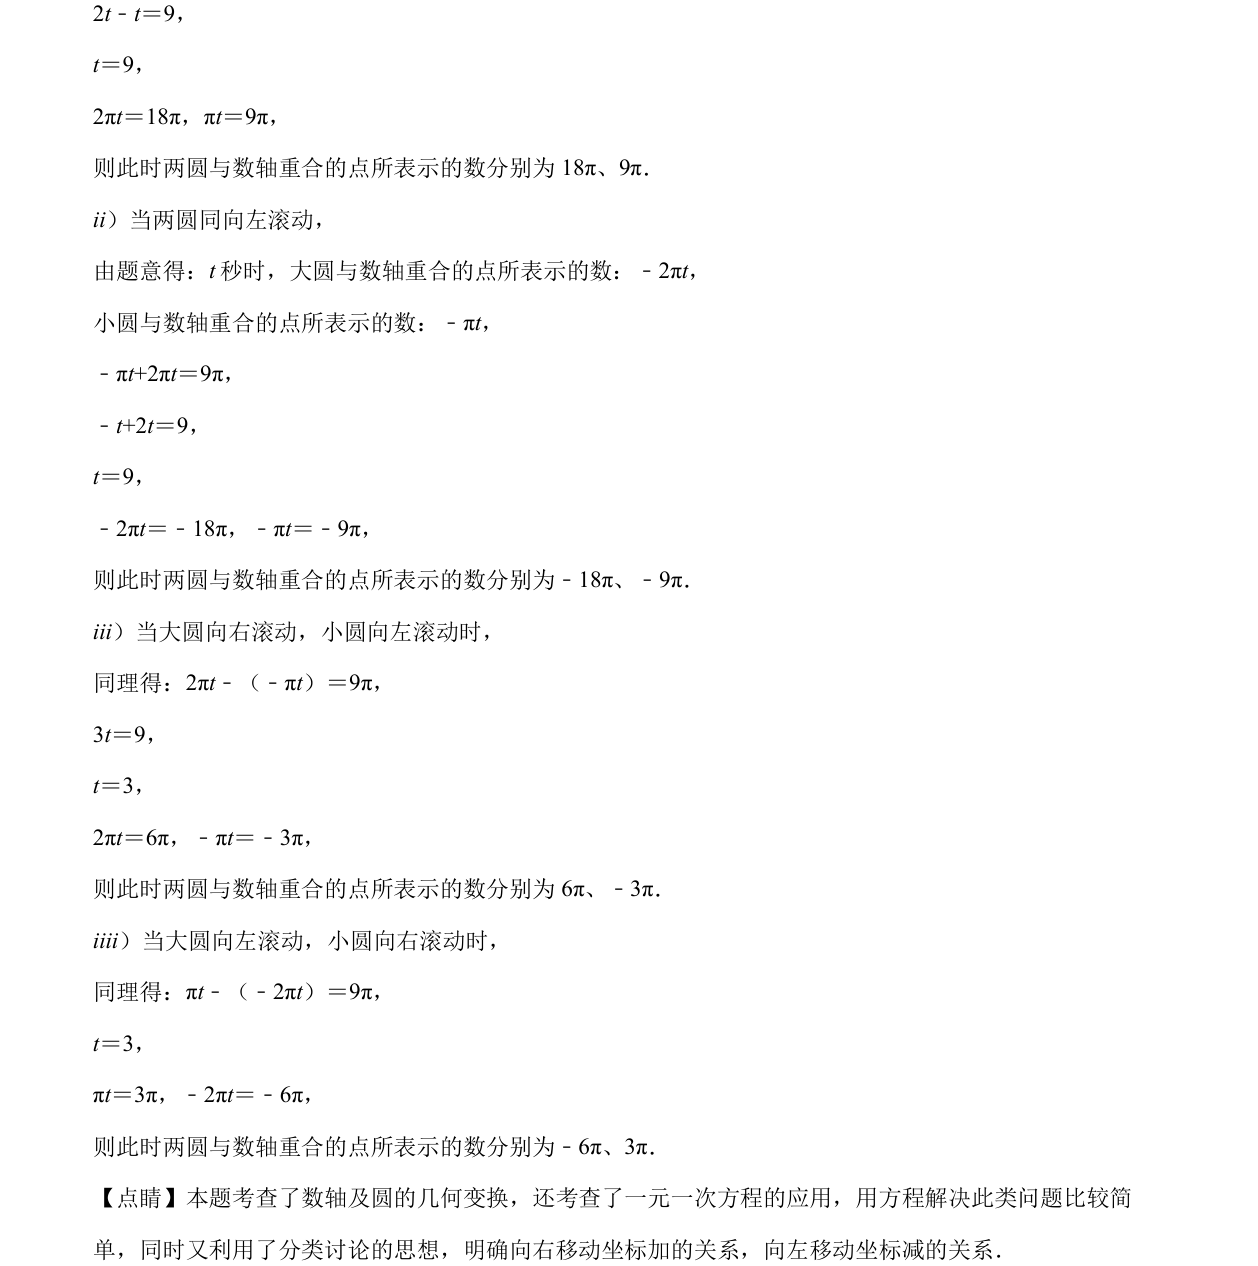 2t﹣t＝9，
t＝9，
2πt＝18π，πt＝9π，
则此时两圆与数轴重合的点所表示的数分别为 18π、9π．
ii）当两圆同向左滚动，
由题意得：t 秒时，大圆与数轴重合的点所表示的数：﹣2πt，
小圆与数轴重合的点所表示的数：﹣πt，
﹣πt+2πt＝9π，
﹣t+2t＝9，
t＝9，
﹣2πt＝﹣18π，﹣πt＝﹣9π，
则此时两圆与数轴重合的点所表示的数分别为﹣18π、﹣9π．
iii）当大圆向右滚动，小圆向左滚动时，
同理得：2πt﹣（﹣πt）＝9π，
3t＝9，
t＝3，
2πt＝6π，﹣πt＝﹣3π，
则此时两圆与数轴重合的点所表示的数分别为 6π、﹣3π．
iiii）当大圆向左滚动，小圆向右滚动时，
同理得：πt﹣（﹣2πt）＝9π，
t＝3，
πt＝3π，﹣2πt＝﹣6π，
则此时两圆与数轴重合的点所表示的数分别为﹣6π、3π．
【点睛】本题考查了数轴及圆的几何变换，还考查了一元一次方程的应用，用方程解决此类问题比较简
单，同时又利用了分类讨论的思想，明确向右移动坐标加的关系，向左移动坐标减的关系．